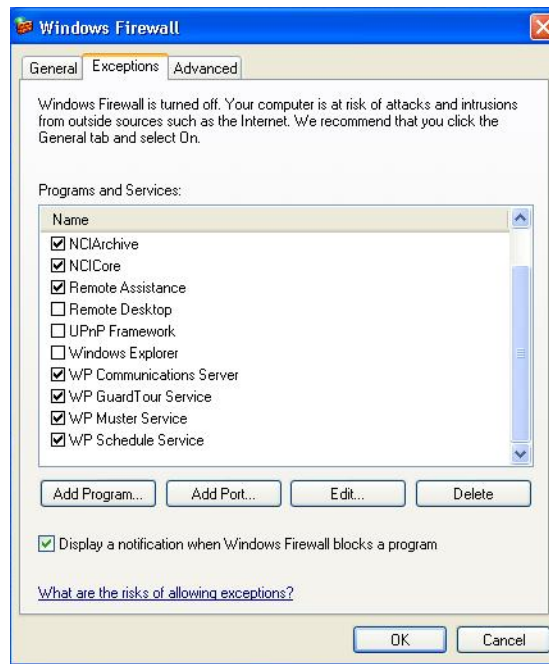 Windows Firewall
General Exceptions Advanced
Windows Firewall is turned off. Your computer is at risk of attacks and intrusions
from outside sources such as the Internet. We recommend that you click the
General tab and select On.
Programs and Services:
Name
NCIArchive
NCICore
Remote Assistance
Remote Desktop
UPnP Framework
Windows Explorer
WP Communications Server
WP GuardTour Service
WP Muster Service
WP Schedule Service
Add Program... Add Port... Edit... Delete
Display a notification when Windows Firewall blocks a program
What are the risks of allowing exceptions?
OK Cancel